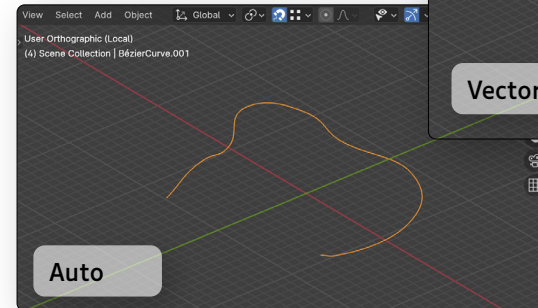 View Select Add Object Global
User Orthographic (Local)
(4) Scene Collection | BézierCurve.001
Vector
Auto